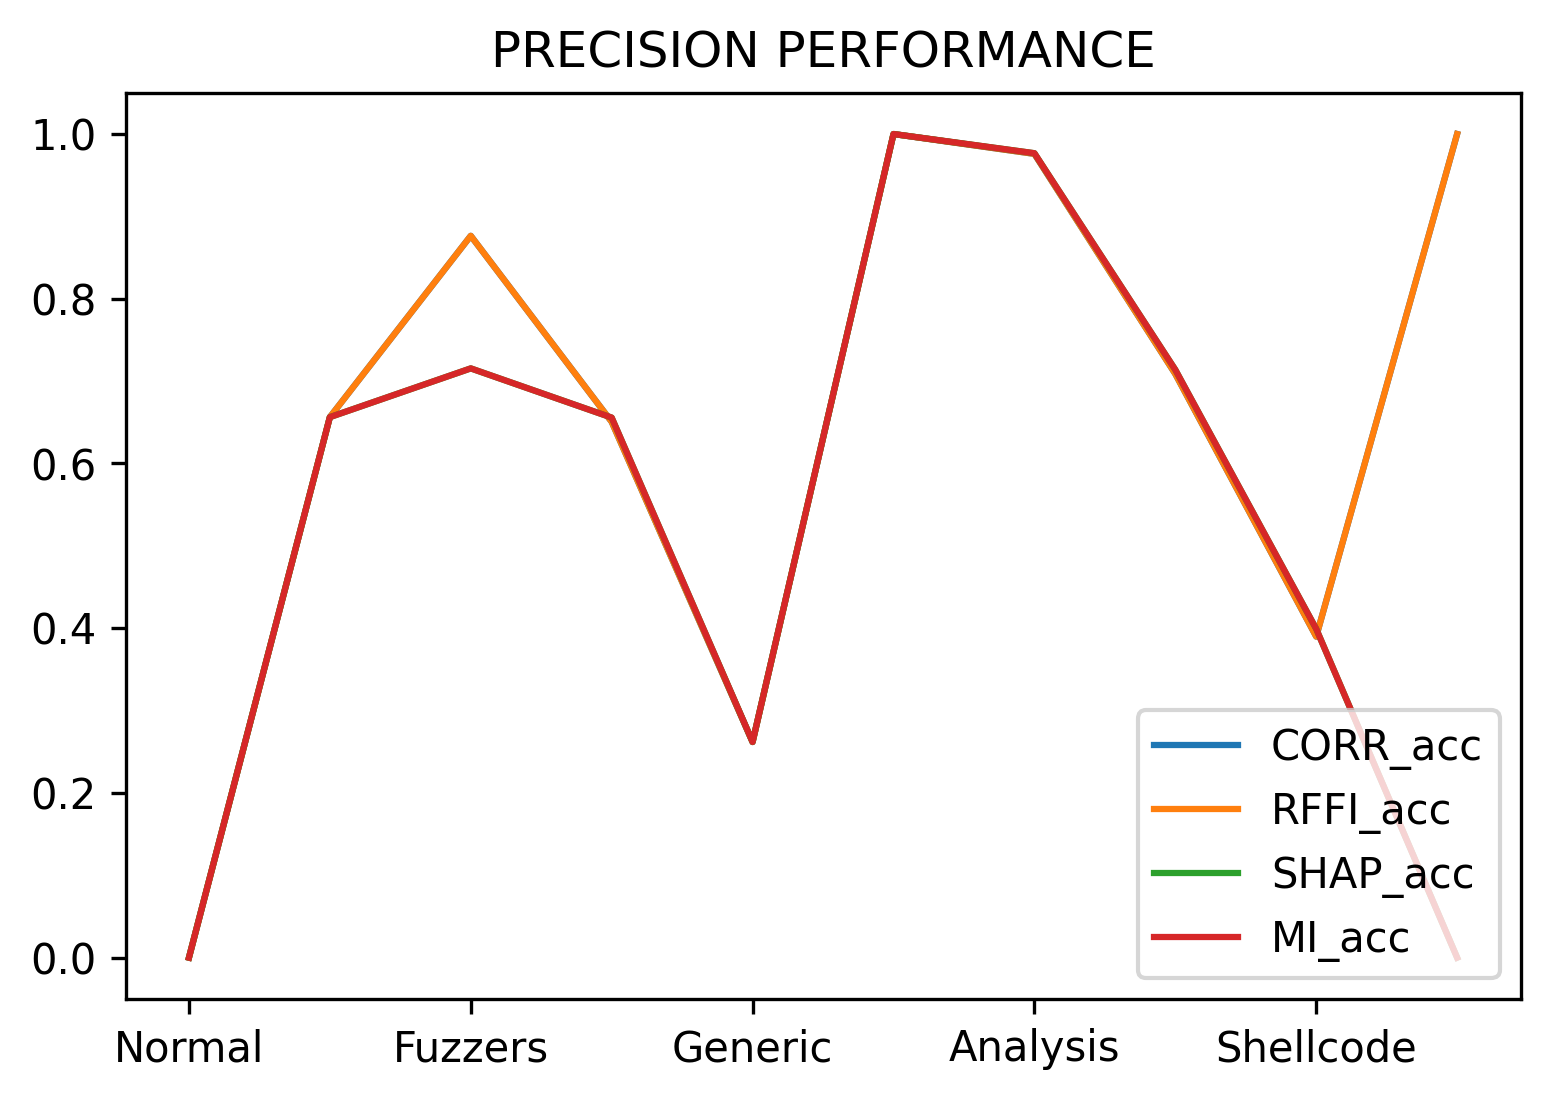 PRECISION PERFORMANCE
1.0
0.8
0.6
0.4
0.2
0.0
CORR_acc
RFFI_acc
SHAP_acc
MI_acc
Normal Fuzzers Generic Analysis Shellcode